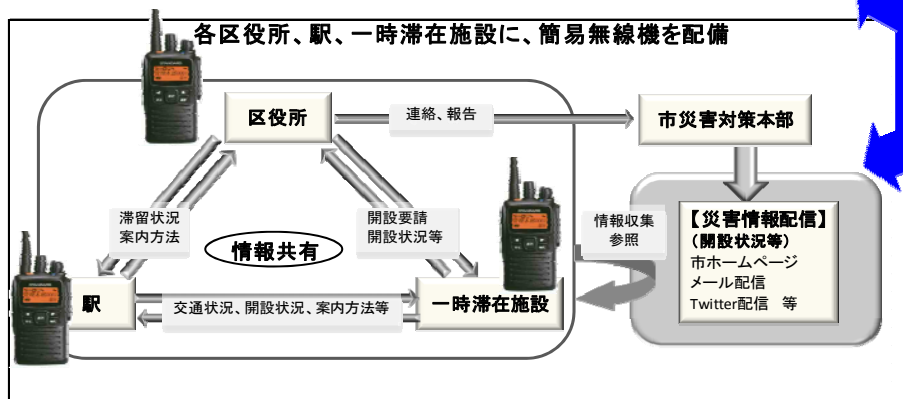 各区役所、駅、一時滞在施設に、簡易無線機を配備
区役所
連絡、報告
市災害対策本部
滞留状況
案内方法
開設要請
開設状況等
情報共有
情報収集
参照
【災害情報配信】
(開設状況等)
市ホームページ
メール配信
Twitter配信 等
駅
交通状況、開設状況、案内方法等
一時滞在施設